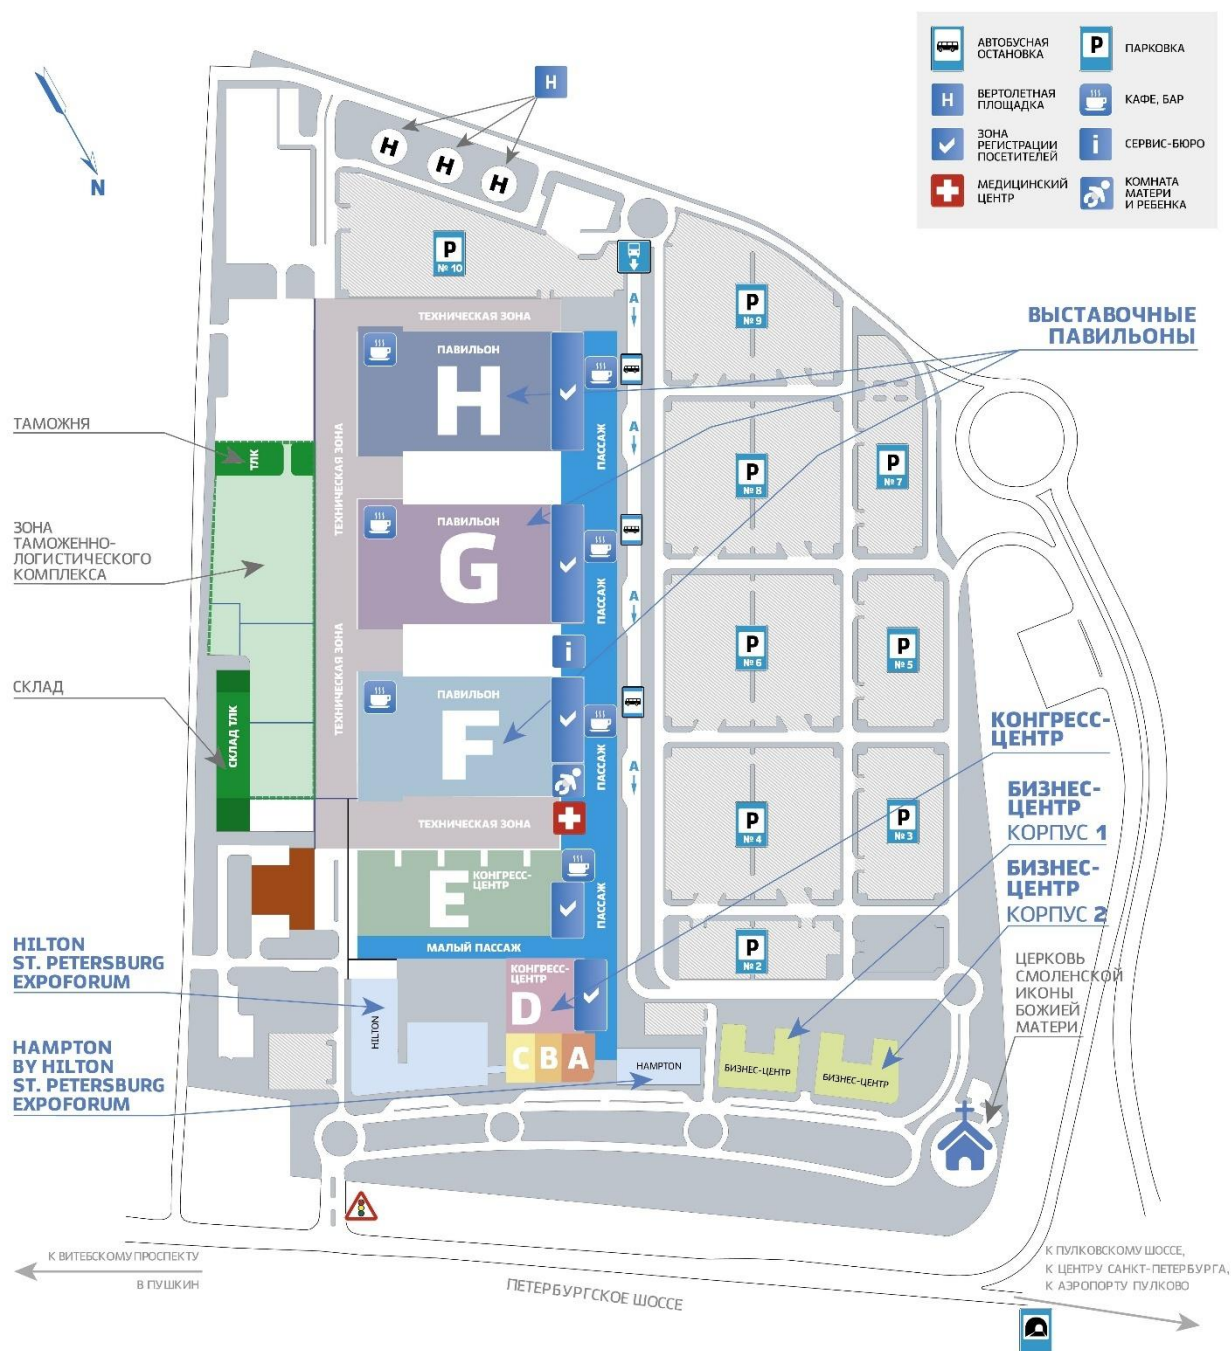 АВТОБУСНАЯ
ОСТАНОВКА
P
ПАРКОВКА
H
ВЕРТОЛЕТНАЯ
ПЛОЩАДКА
КАФЕ, БАР
ЗОНА
РЕГИСТРАЦИИ
ПОСЕТИТЕЛЕЙ
i
СЕРВИС-БЮРО
МЕДИЦИНСКИЙ
ЦЕНТР
КОМНАТА
МАТЕРИ
И РЕБЕНКА
N
H
H
H
H
P
№ 10
A
P
№ 9
ВЫСТАВОЧНЫЕ
ПАВИЛЬОНЫ
ТЕХНИЧЕСКАЯ ЗОНА
ПАВИЛЬОН
H
ПАССАЖ
A
ТАМОЖНЯ
ТЛК
ТЕХНИЧЕСКАЯ ЗОНА
P
№ 8
P
№ 7
ЗОНА
ТАМОЖЕННО-
ЛОГИСТИЧЕСКОГО
КОМПЛЕКСА
ПАВИЛЬОН
G
ПАССАЖ
A
P
№ 6
P
№ 5
i
ТЕХНИЧЕСКАЯ ЗОНА
СКЛАД
СКЛАД ТЛК
ПАВИЛЬОН
F
ПАССАЖ
A
КОНГРЕСС-
ЦЕНТР
БИЗНЕС-
ЦЕНТР
КОРПУС 1
БИЗНЕС-
ЦЕНТР
КОРПУС 2
P
№ 4
P
№ 3
ТЕХНИЧЕСКАЯ ЗОНА
E
КОНГРЕСС-
ЦЕНТР
ПАССАЖ
МАЛЫЙ ПАССАЖ
P
№ 2
HILTON
ST. PETERSBURG
EXPOFORUM
КОНГРЕСС-
ЦЕНТР
D
HILTON
ЦЕРКОВЬ
СМОЛЕНСКОЙ
ИКОНЫ
БОЖИЕЙ
МАТЕРИ
HAMPTON
BY HILTON
ST. PETERSBURG
EXPOFORUM
C B A
HAMPTON
БИЗНЕС-ЦЕНТР
БИЗНЕС-ЦЕНТР
К ВИТЕБСКОМУ ПРОСПЕКТУ
В ПУШКИН
ПЕТЕРБУРГСКОЕ ШОССЕ
К ПУЛКОВСКОМУ ШОССЕ,
К ЦЕНТРУ САНКТ-ПЕТЕРБУРГА,
К АЭРОПОРТУ ПУЛКОВО